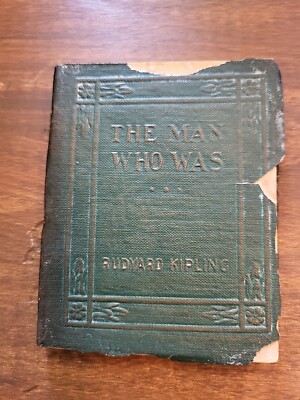 THE MAN
WHO WAS
RUDYARD KIPLING